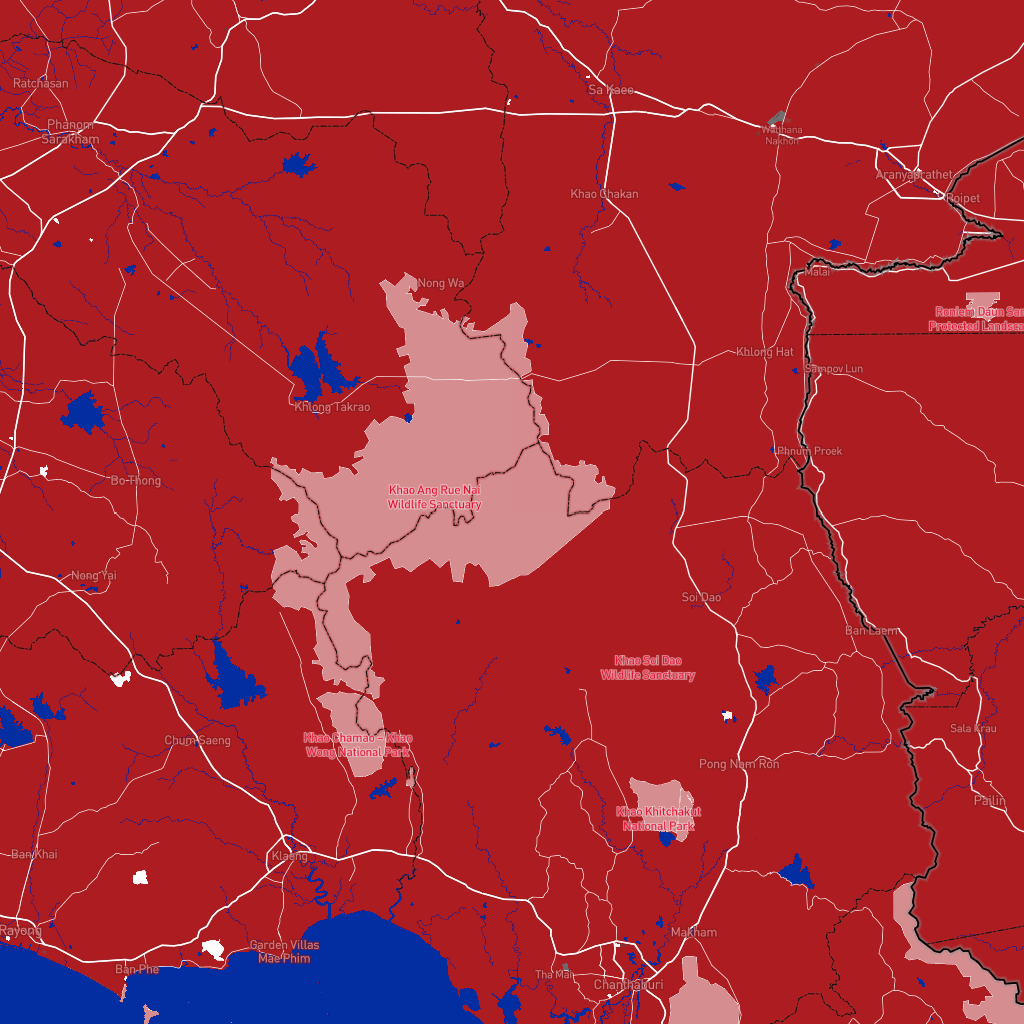 Ratchasan
Phanom
Sarakham
Sa Kaeo
Watthana
Nakhon
Aranyaprathet
Poipet
Khao Chakan
Malai
Nong Wa
Roniem Daun Sam
Protected Landscape
Khlong Hat
Sampov Lun
Khlong Takrao
Phnum Proek
Bo Thong
Khao Ang Rue Nai
Wildlife Sanctuary
Nong Yai
Soi Dao
Ban Laem
Khao Soi Dao
Wildlife Sanctuary
Sala Krau
Chum Saeng
Khao Chamao - Khao
Wong National Park
Pong Nam Ron
Pailin
Khao Khitchakut
National Park
Ban Khai
Klaeng
Rayong
Makham
Garden Villas
Mae Phim
Ban Phe
Tha Mai
Chanthaburi